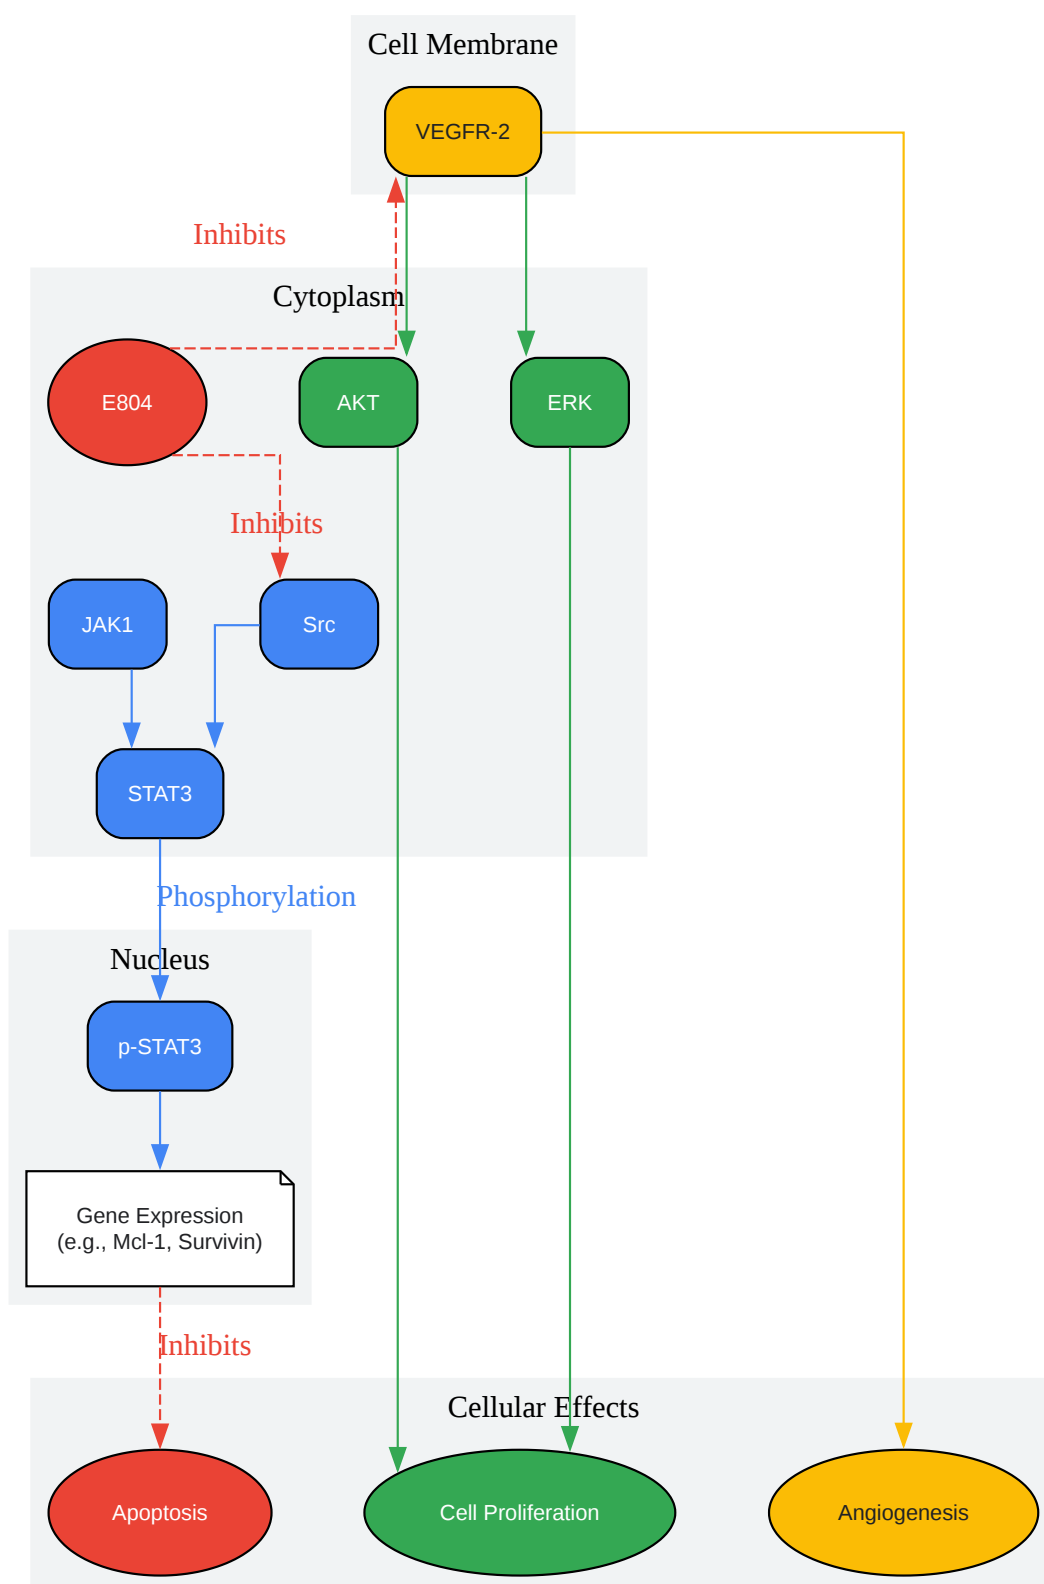 Cell Membrane
VEGFR-2
Inhibits
Cytoplasm
E804
AKT
ERK
Inhibits
JAK1
Src
STAT3
Phosphorylation
Nucleus
p-STAT3
Gene Expression
(e.g., Mcl-1, Survivin)
Inhibits
Cellular Effects
Apoptosis
Cell Proliferation
Angiogenesis